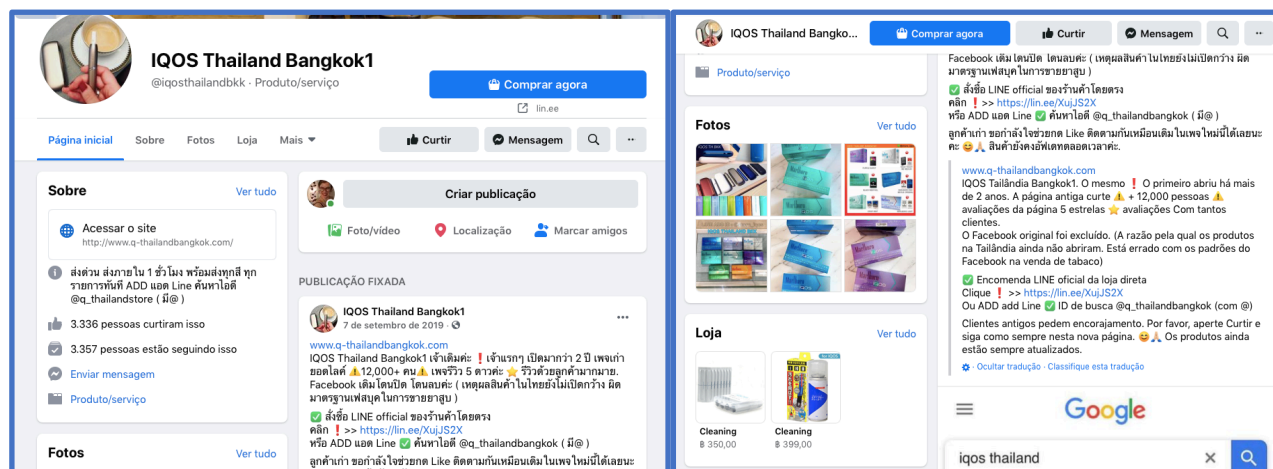 IQOS Thailand Bangkok1
@iqosthailandbkk · Produto/serviço
Comprar agora
lin.ee
Página inicial
Sobre
Fotos
Loja
Mais
Curtir
Mensagem
Sobre
Ver tudo
Acessar o site
http://www.q-thailandbangkok.com/
ส่งด่วน ส่งภายใน 1 ชั่วโมง พร้อมส่งทุกสี ทุก
รายการทันที ADD แอด Line ค้นหาไอดี
@q_thailandstore ( มี@ )
3.336 pessoas curtiram isso
3.357 pessoas estão seguindo isso
Enviar mensagem
Produto/serviço
Fotos
Ver tudo
Criar publicação
Foto/vídeo
Localização
Marcar amigos
PUBLICAÇÃO FIXADA
IQOS Thailand Bangkok1
7 de setembro de 2019 ·
www.q-thailandbangkok.com
IQOS Thailand Bangkok1 เจ้าเดิมค่ะ ❗ เจ้าแรกๆ เปิดมากว่า 2 ปี เพจเก่า
ยอดไลค์ ⚠️12,000+ คน⚠️ เพจรีวิว 5 ดาวค่ะ ⭐ รีวิวด้วยลูกค้ามากมาย.
Facebook เดิมโดนปิด โดนลบค่ะ ( เหตุผลสินค้าในไทยยังไม่เปิดกว้าง ผิด
มาตรฐานเฟสบุคในการขายยาสูบ )
✅ สั่งซื้อ LINE official ของร้านค้าโดยตรง
คลิก ❗ >> https://lin.ee/XujJS2X
หรือ ADD แอด Line ✅ ค้นหาไอดี @q_thailandbangkok ( มี@ )
ลูกค้าเก่า ขอกำลังใจช่วยกด Like ติดตามกันเหมือนเดิมในเพจใหม่นี้ได้เลยนะ
IQOS Thailand Bangko...
Comprar agora
Curtir
Mensagem
Produto/serviço
Fotos
Ver tudo
Loja
Ver tudo
Cleaning
฿ 350,00
Cleaning
฿ 399,00
Facebook เดิมโดนปิด โดนลบค่ะ ( เหตุผลสินค้าในไทยยังไม่เปิดกว้าง ผิด
มาตรฐานเฟสบุคในการขายยาสูบ )
✅ สั่งซื้อ LINE official ของร้านค้าโดยตรง
คลิก ❗ >> https://lin.ee/XujJS2X
หรือ ADD แอด Line ✅ ค้นหาไอดี @q_thailandbangkok ( มี@ )
ลูกค้าเก่า ขอกำลังใจช่วยกด Like ติดตามกันเหมือนเดิมในเพจใหม่นี้ได้เลยนะ
คะ 😄🙏 สินค้ายังคงอัพเดทตลอดเวลาค่ะ.
www.q-thailandbangkok.com
IQOS Tailândia Bangkok1. O mesmo ❗ O primeiro abriu há mais
de 2 anos. A página antiga curte ⚠️ + 12,000 pessoas ⚠️
avaliações da página 5 estrelas ⭐ avaliações Com tantos
clientes.
O Facebook original foi excluído. (A razão pela qual os produtos
na Tailândia ainda não abriram. Está errado com os padrões do
Facebook na venda de tabaco)
✅ Encomenda LINE oficial da loja direta
Clique ❗ >> https://lin.ee/XujJS2X
Ou ADD add Line ✅ ID de busca @q_thailandbangkok (com @)
Clientes antigos pedem encorajamento. Por favor, aperte Curtir e
siga como sempre nesta nova página. 😄🙏 Os produtos ainda
estão sempre atualizados.
· Ocultar tradução · Classifique esta tradução
Google
iqos thailand